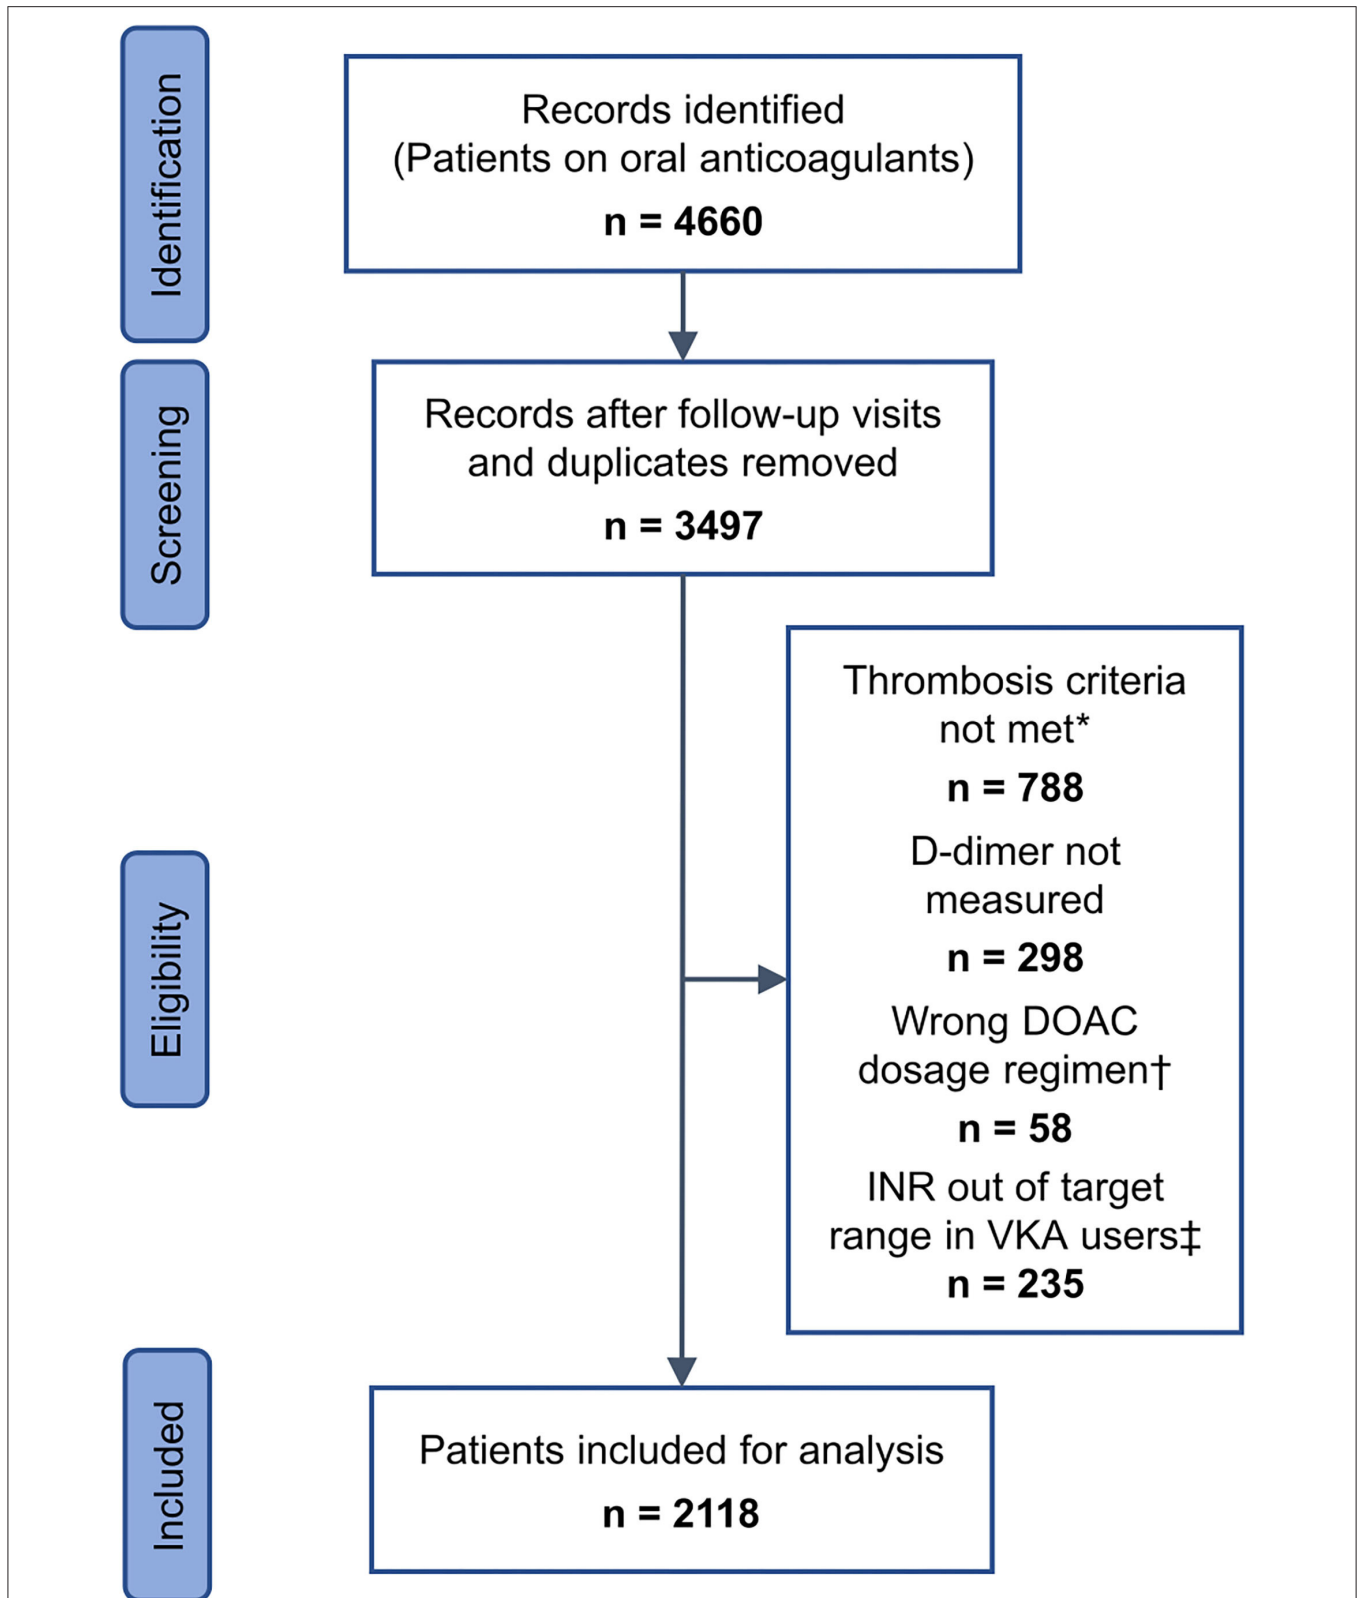 Identification
Records identified
(Patients on oral anticoagulants)
n = 4660
Screening
Records after follow-up visits
and duplicates removed
n = 3497
Eligibility
Thrombosis criteria
not met*
n = 788
D-dimer not
measured
n = 298
Wrong DOAC
dosage regimen†
n = 58
INR out of target
range in VKA users‡
n = 235
Included
Patients included for analysis
n = 2118